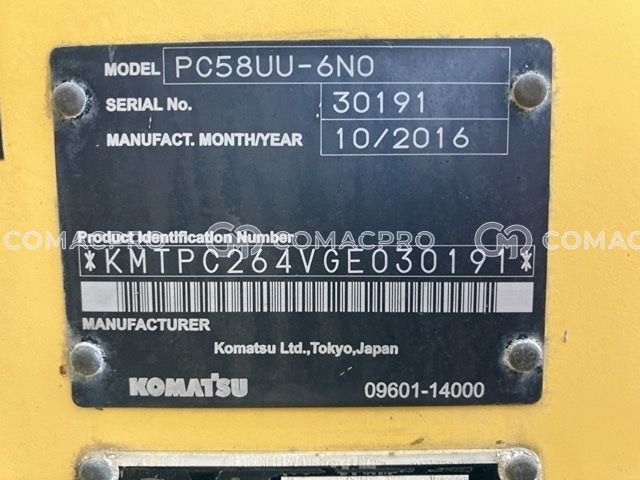 MODEL PC58UU-6N0
SERIAL No. 30191
MANUFACT. MONTH/YEAR 10/2016
Product Identification Number
COMACPRO COMACPRO
*KMTPC264VGE030191*
MANUFACTURER
Komatsu Ltd.,Tokyo,Japan
KOMATSU 09601-14000